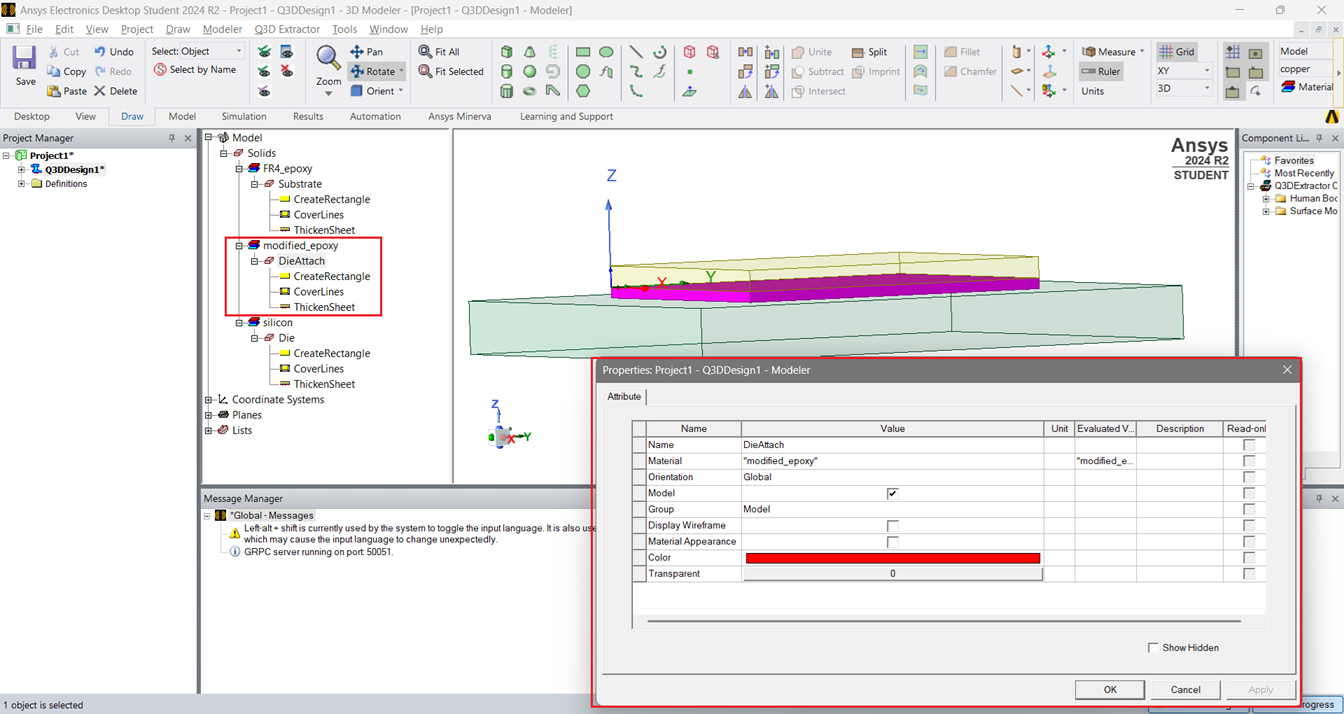 Ansys Electronics Desktop Student 2024 R2 - Project1 - Q3DDesign1 - 3D Modeler - [Project1 - Q3DDesign1 - Modeler]
File Edit View Project Draw Modeler Q3D Extractor Tools Window Help
Save
Cut
Copy
Paste
Undo
Redo
Delete
Select: Object
Select by Name
Zoom
Pan
Rotate
Orient
Fit All
Fit Selected
Unite
Subtract
Intersect
Split
Imprint
Fillet
Chamfer
Measure
Ruler
Units
Grid
XY
3D
Model
copper
Material
Desktop View Draw Model Simulation Results Automation Ansys Minerva Learning and Support
Project Manager
Project1*
Q3DDesign1*
Definitions
Model
Solids
FR4_epoxy
Substrate
CreateRectangle
CoverLines
ThickenSheet
modified_epoxy
DieAttach
CreateRectangle
CoverLines
ThickenSheet
silicon
Die
CreateRectangle
CoverLines
ThickenSheet
Coordinate Systems
Planes
Lists
Ansys
2024 R2
STUDENT
Z
X
Y
Z
X
Y
Component Li...
Favorites
Most Recently
Q3DExtractor C
Human Boc
Surface Mo
Message Manager
*Global - Messages
Left-alt + shift is currently used by the system to toggle the input language. It is also use
which may cause the input language to change unexpectedly.
GRPC server running on port: 50051.
Properties: Project1 - Q3DDesign1 - Modeler
Attribute
Name Value Unit Evaluated V... Description Read-onl
Name DieAttach
Material "modified_epoxy" "modified_e...
Orientation Global
Model
Group Model
Display Wireframe
Material Appearance
Color
Transparent 0
Show Hidden
OK Cancel Apply
1 object is selected
rogress